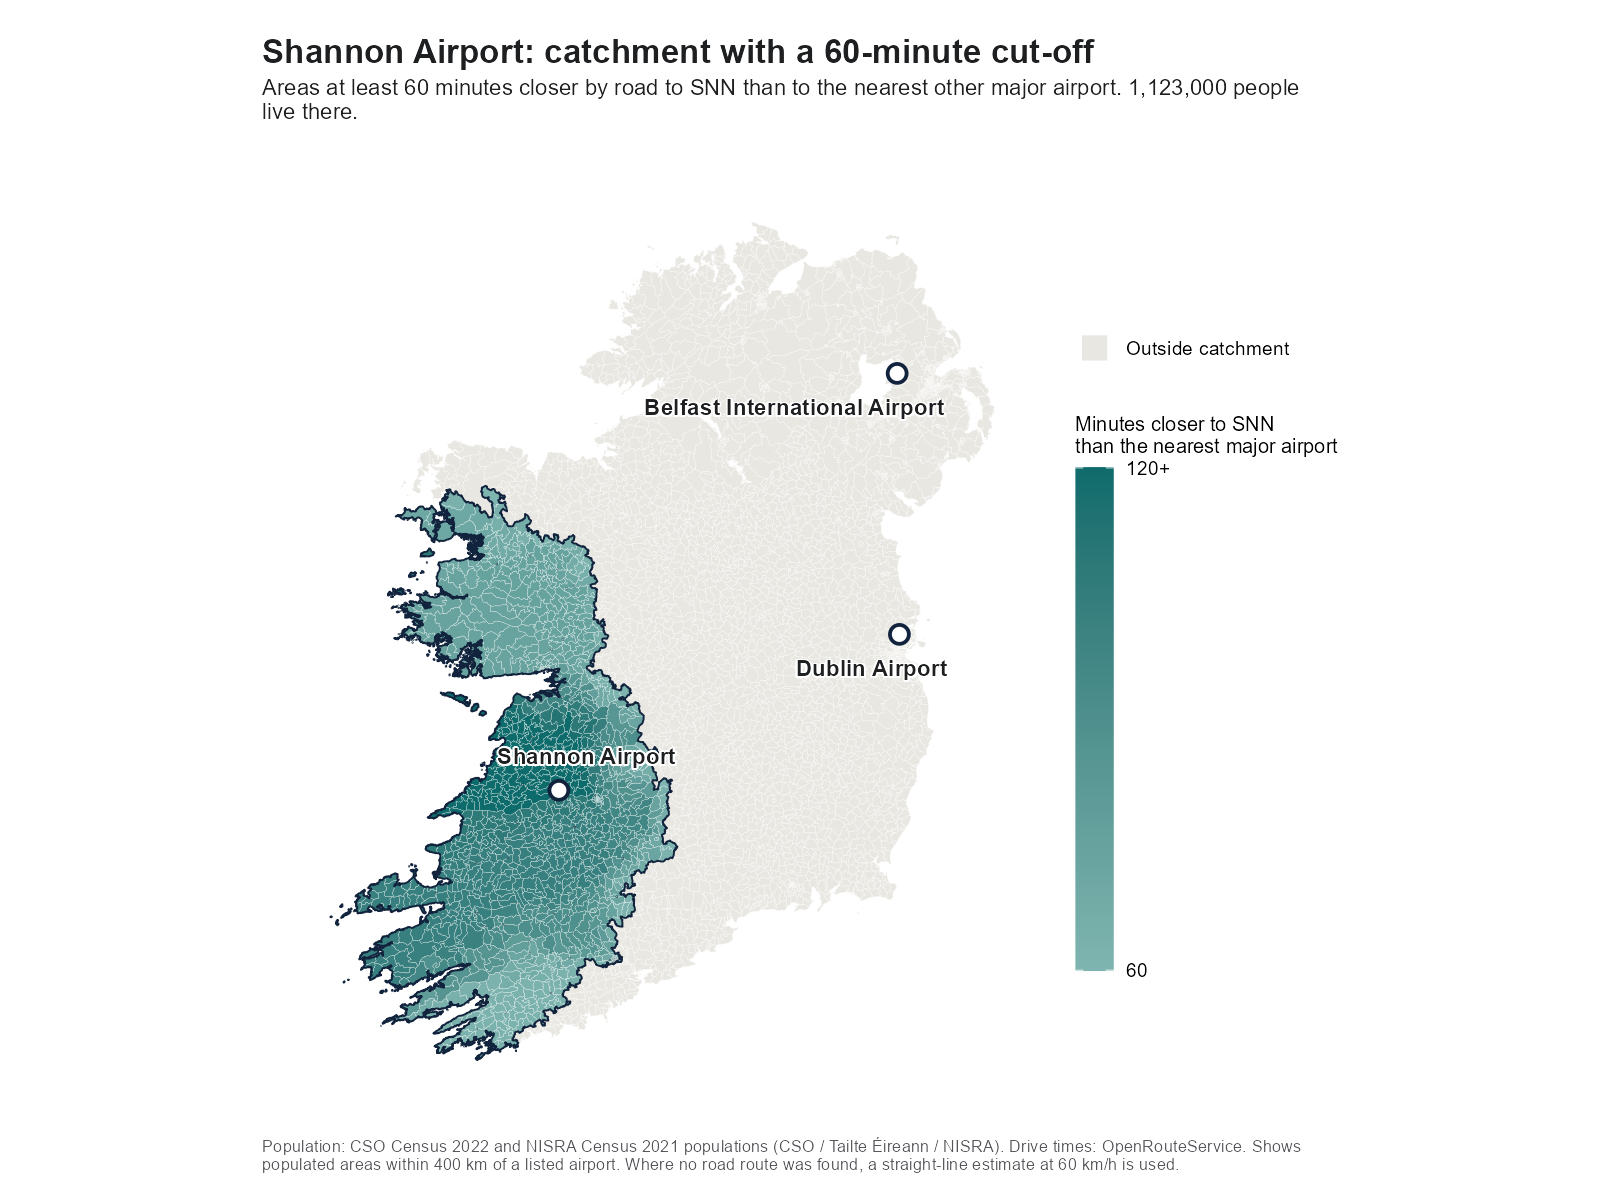 Shannon Airport: catchment with a 60-minute cut-off
Areas at least 60 minutes closer by road to SNN than to the nearest other major airport. 1,123,000 people
live there.
Outside catchment
Belfast International Airport
Minutes closer to SNN
than the nearest major airport
120+
Dublin Airport
Shannon Airport
60
Population: CSO Census 2022 and NISRA Census 2021 populations (CSO / Tailte Éireann / NISRA). Drive times: OpenRouteService. Shows
populated areas within 400 km of a listed airport. Where no road route was found, a straight-line estimate at 60 km/h is used.